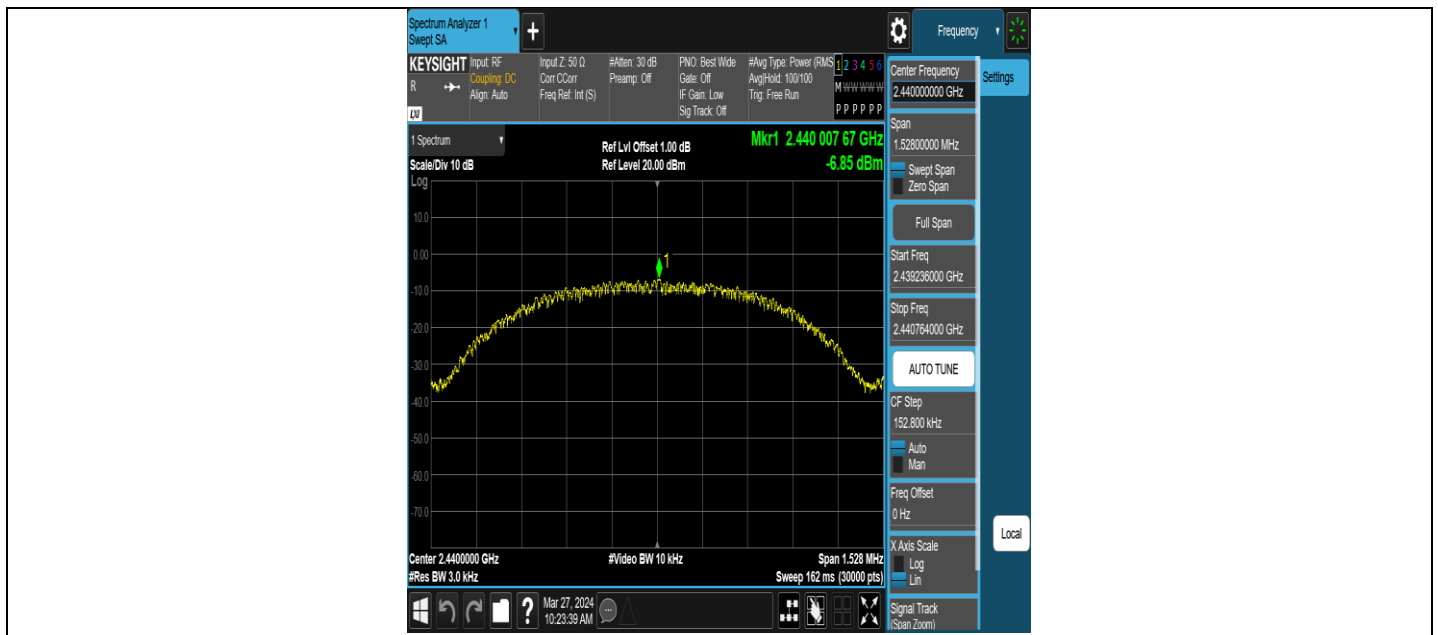 Spectrum Analyzer 1
Swept SA
+
Frequency
KEYSIGHT
R
LXI
Input: RF
Coupling: DC
Align: Auto
Input Z: 50 Ω
Corr CCorr
Freq Ref: Int (S)
#Atten: 30 dB
Preamp: Off
PNO: Best Wide
Gate: Off
IF Gain: Low
Sig Track: Off
#Avg Type: Power (RMS
Avg|Hold: 100/100
Trig: Free Run
1 2 3 4 5 6
M W W W W W
P P P P P P
1 Spectrum
Scale/Div 10 dB
Log
Ref Lvl Offset 1.00 dB
Ref Level 20.00 dBm
Mkr1 2.440 007 67 GHz
-6.85 dBm
10.0
0.00
-10.0
-20.0
-30.0
-40.0
-50.0
-60.0
-70.0
1
Center 2.4400000 GHz
#Res BW 3.0 kHz
#Video BW 10 kHz
Span 1.528 MHz
Sweep 162 ms (30000 pts)
Center Frequency
2.440000000 GHz
Settings
Span
1.52800000 MHz
Swept Span
Zero Span
Full Span
Start Freq
2.439236000 GHz
Stop Freq
2.440764000 GHz
AUTO TUNE
CF Step
152.800 kHz
Auto
Man
Freq Offset
0 Hz
X Axis Scale
Log
Lin
Local
Signal Track
(Span Zoom)
?
Mar 27, 2024
10:23:39 AM